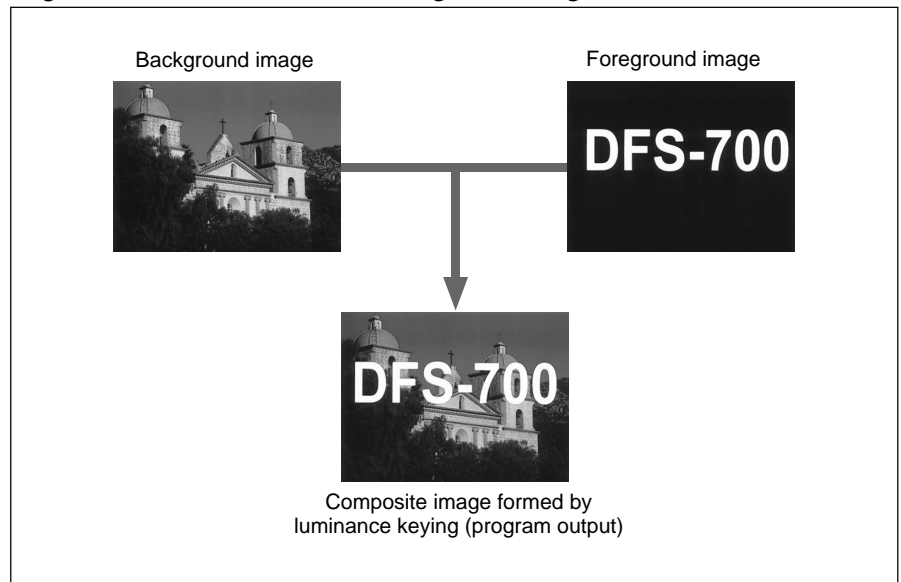 Background image
Foreground image
DFS-700
DFS-700
Composite image formed by
luminance keying (program output)